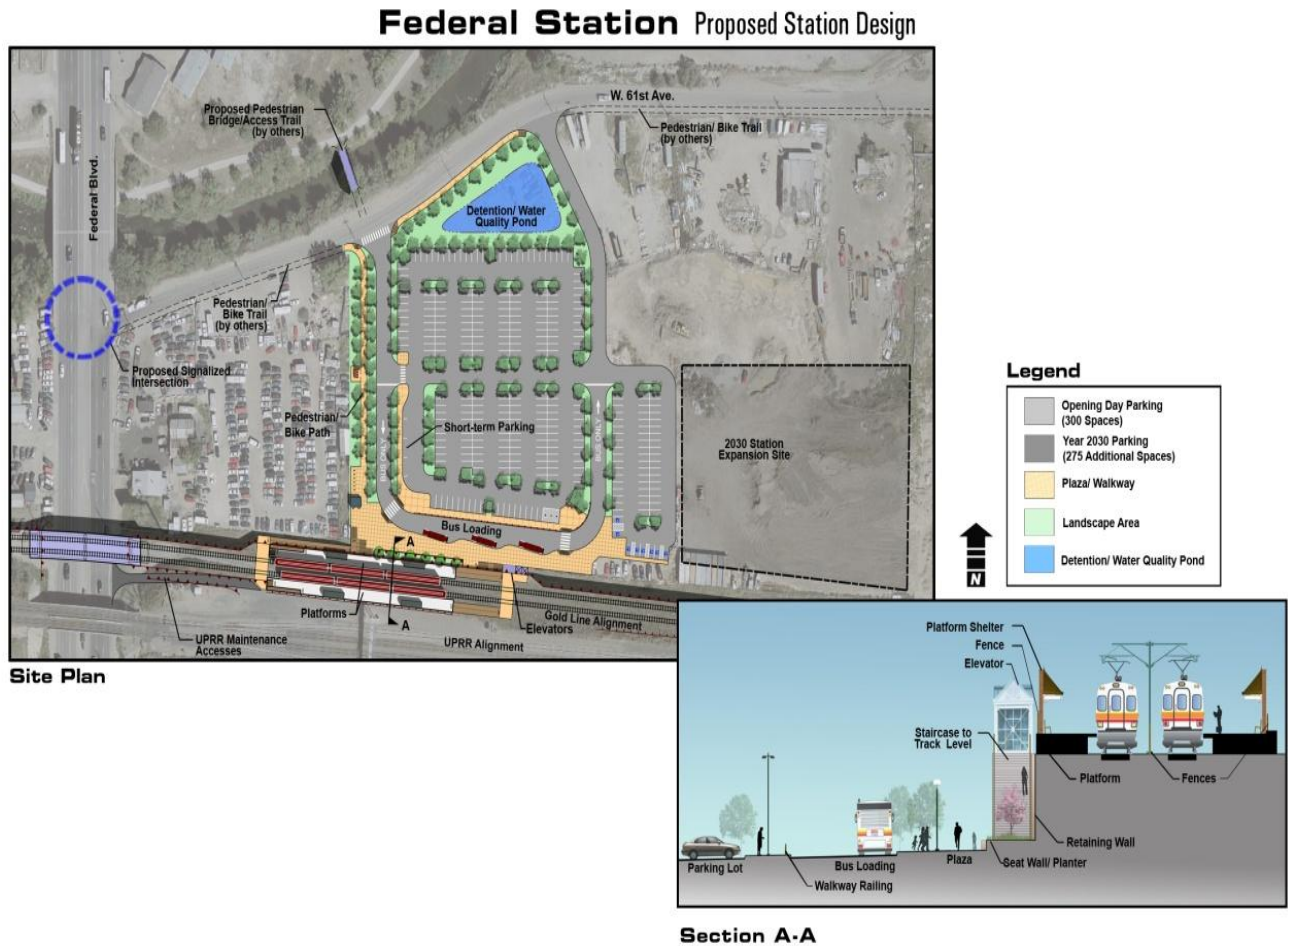 Federal Station Proposed Station Design
W. 61st Ave.
Proposed Pedestrian
Bridge/Access Trail
(by others)
Pedestrian/ Bike Trail
(by others)
Federal Blvd.
Detention/ Water
Quality Pond
Pedestrian/
Bike Trail
(by others)
Proposed Signalized
Intersection
Pedestrian/
Bike Path
Short-term Parking
BUS ONLY
BUS ONLY
2030 Station
Expansion Site
Bus Loading
A
Platforms
A
Elevators
Gold Line Alignment
UPRR Alignment
UPRR Maintenance
Accesses
Site Plan
Legend
Opening Day Parking
(300 Spaces)
Year 2030 Parking
(275 Additional Spaces)
Plaza/ Walkway
Landscape Area
Detention/ Water Quality Pond
N
Platform Shelter
Fence
Elevator
Staircase to
Track Level
Platform
Fences
Retaining Wall
Seat Wall/ Planter
Plaza
Bus Loading
Parking Lot
Walkway Railing
Section A-A